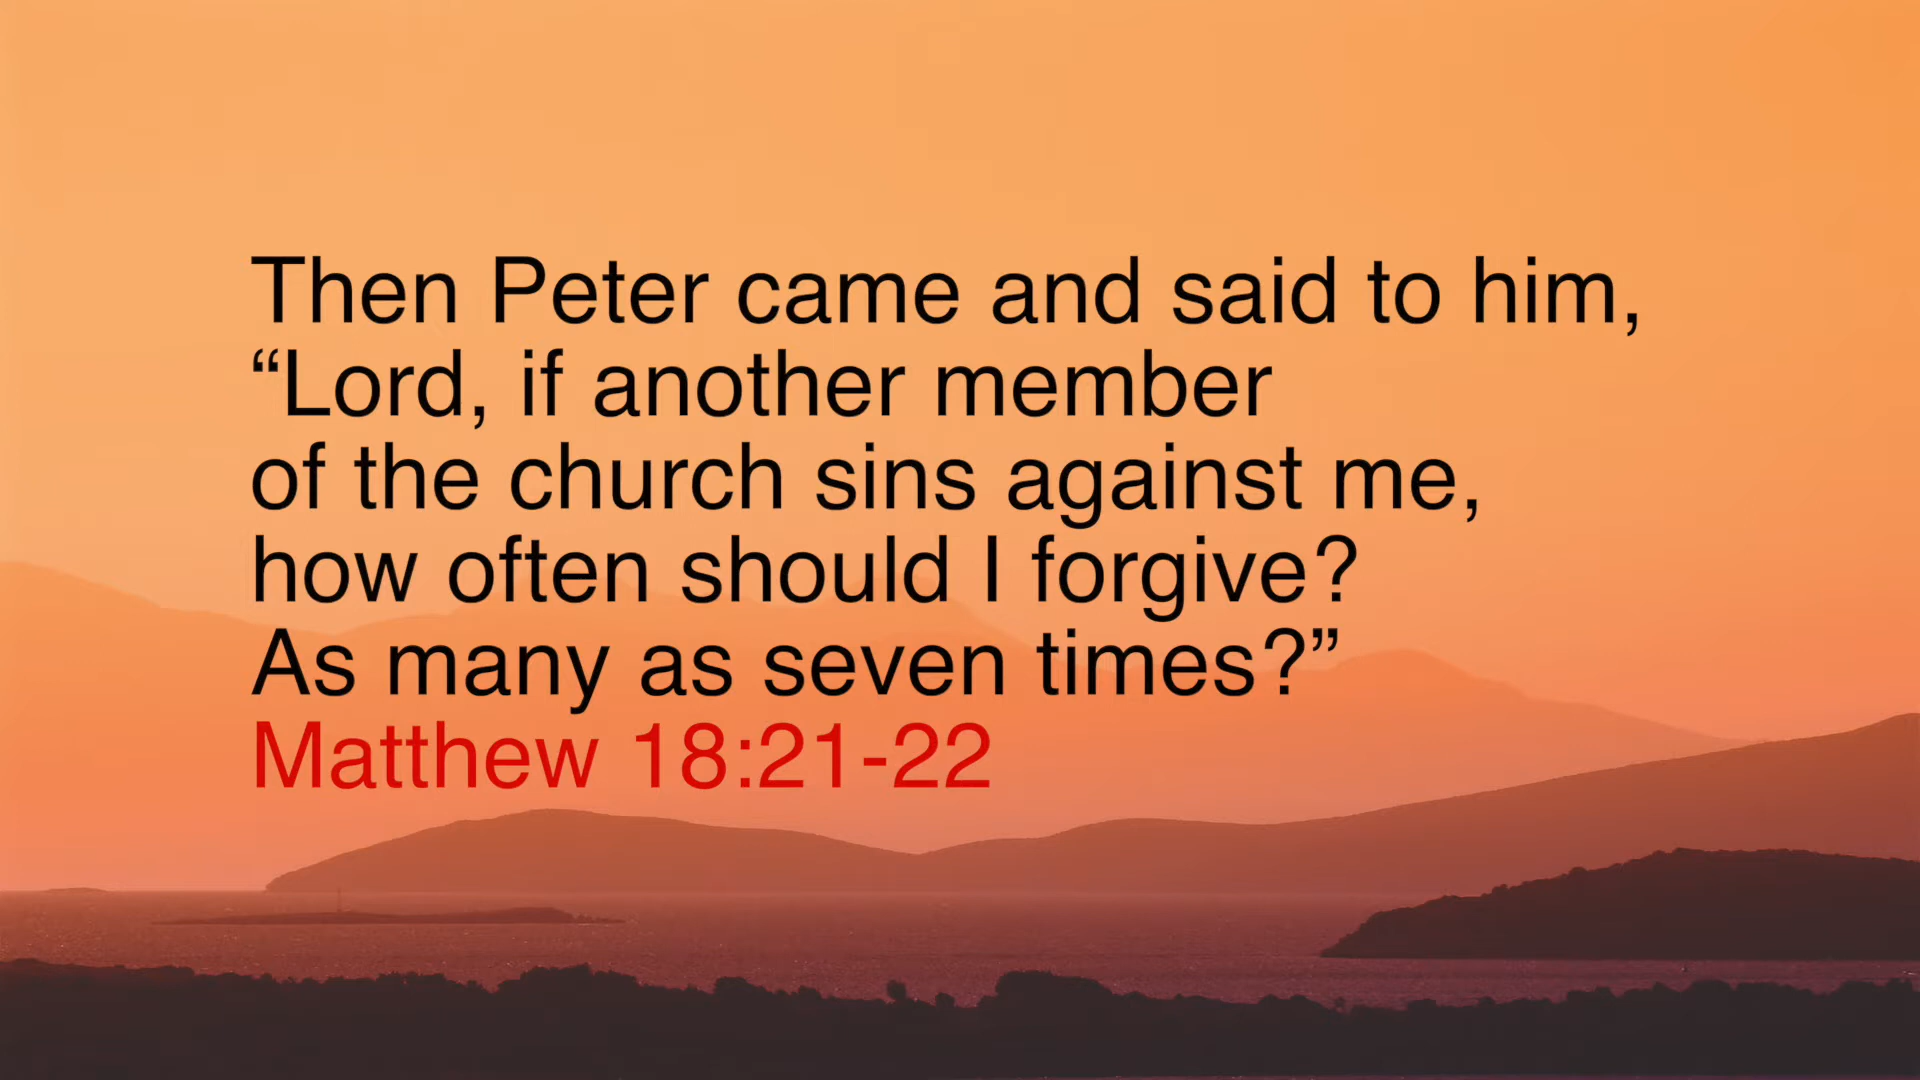 Then Peter came and said to him,
“Lord, if another member
of the church sins against me,
how often should I forgive?
As many as seven times?”
Matthew 18:21-22